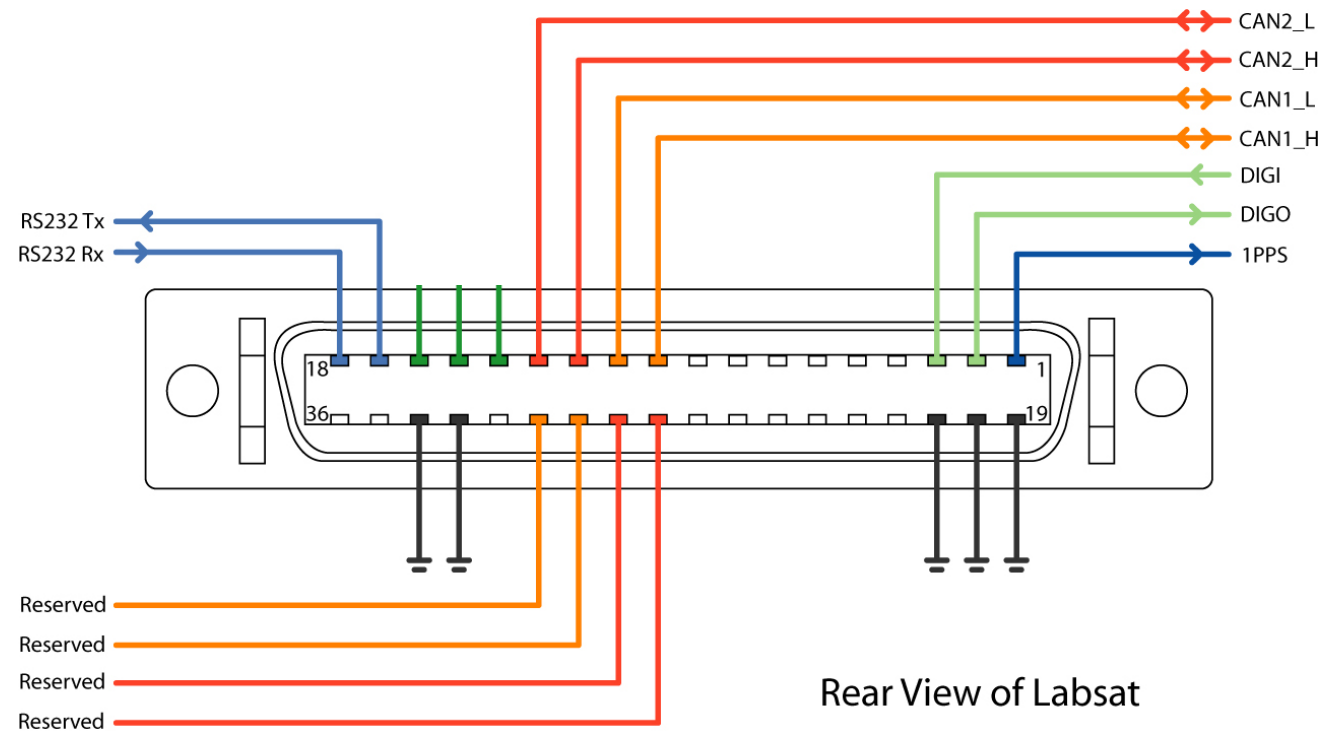 CAN2_L
CAN2_H
CAN1_L
CAN1_H
DIGI
DIGO
1PPS
RS232 Tx
RS232 Rx
18
1
36
19
Reserved
Reserved
Reserved
Reserved
Rear View of Labsat